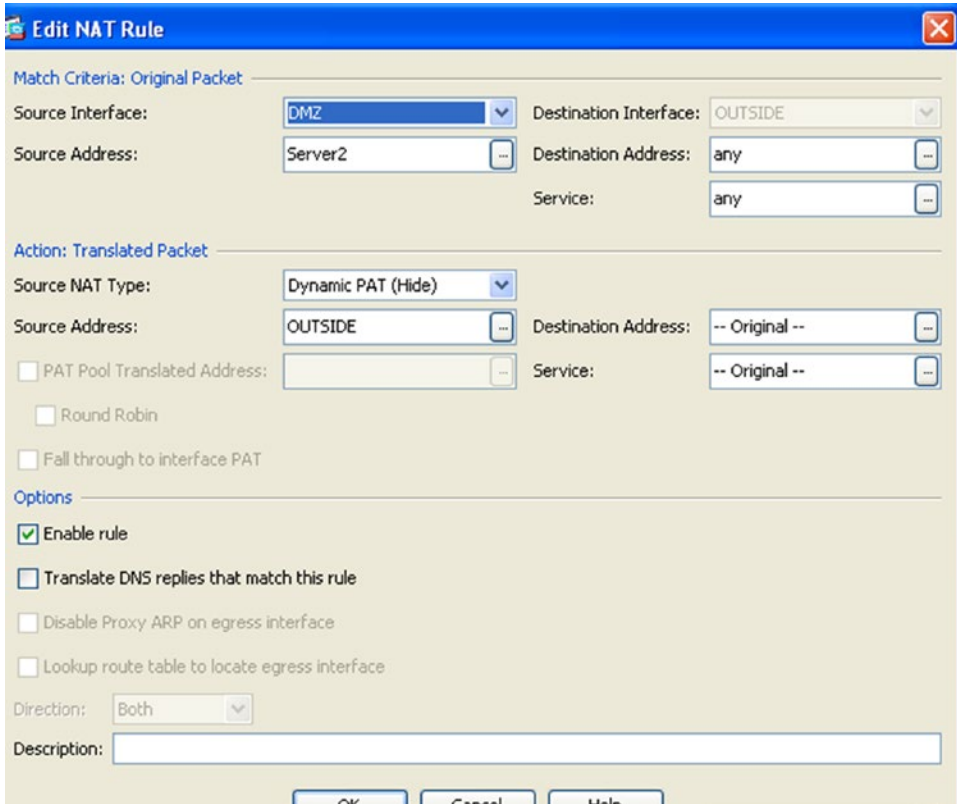 Edit NAT Rule
Match Criteria: Original Packet
Source Interface: DMZ Destination Interface: OUTSIDE
Source Address: Server2 ... Destination Address: any ...
Service: any ...
Action: Translated Packet
Source NAT Type: Dynamic PAT (Hide)
Source Address: OUTSIDE ... Destination Address: -- Original -- ...
PAT Pool Translated Address: ... Service: -- Original -- ...
Round Robin
Fall through to interface PAT
Options
Enable rule
Translate DNS replies that match this rule
Disable Proxy ARP on egress interface
Lookup route table to locate egress interface
Direction: Both
Description:
OK Cancel Help